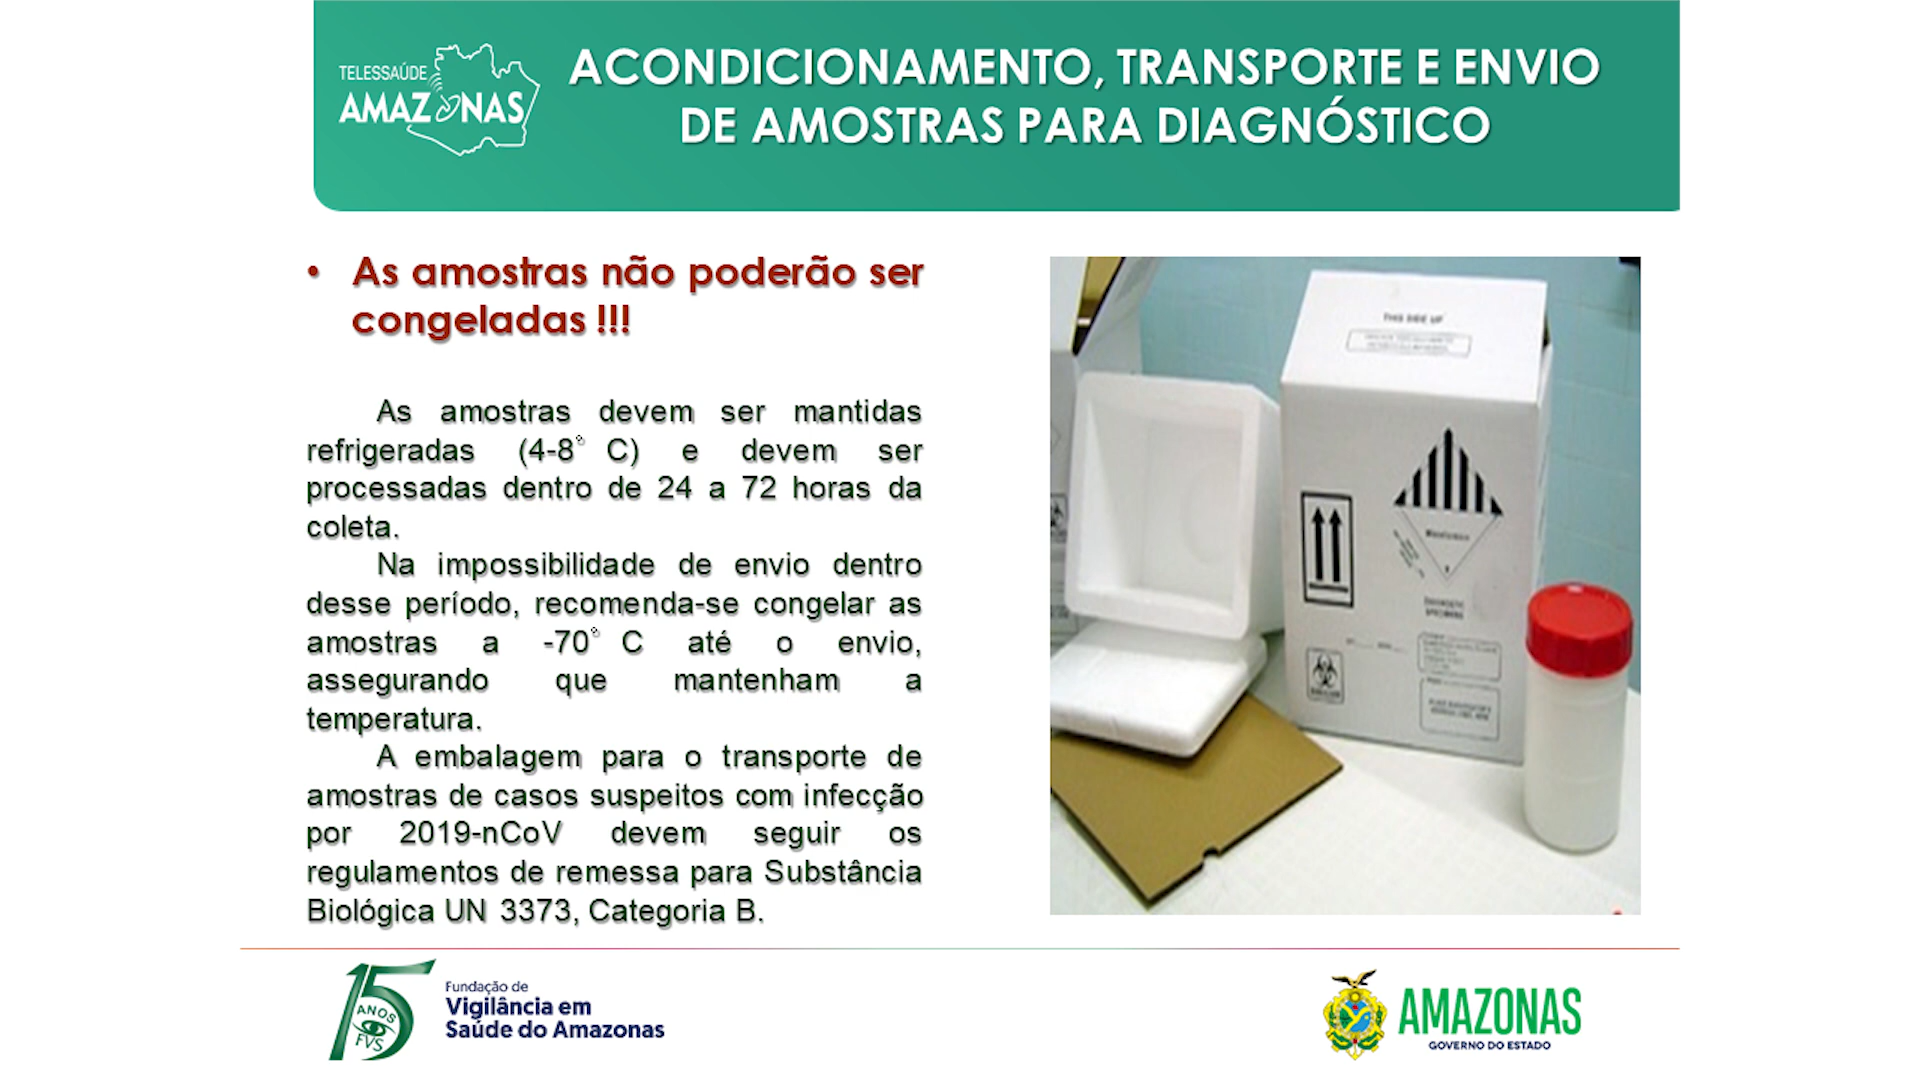 TELESSAÚDE
AMAZONAS
ACONDICIONAMENTO, TRANSPORTE E ENVIO
DE AMOSTRAS PARA DIAGNÓSTICO
• As amostras não poderão ser
congeladas !!!
As amostras devem ser mantidas
refrigeradas (4-8° C) e devem ser
processadas dentro de 24 a 72 horas da
coleta.
Na impossibilidade de envio dentro
desse período, recomenda-se congelar as
amostras a -70° C até o envio,
assegurando que mantenham a
temperatura.
A embalagem para o transporte de
amostras de casos suspeitos com infecção
por 2019-nCoV devem seguir os
regulamentos de remessa para Substância
Biológica UN 3373, Categoria B.
THIS SIDE UP
15
ANOS
FVS
Fundação de
Vigilância em
Saúde do Amazonas
AMAZONAS
GOVERNO DO ESTADO